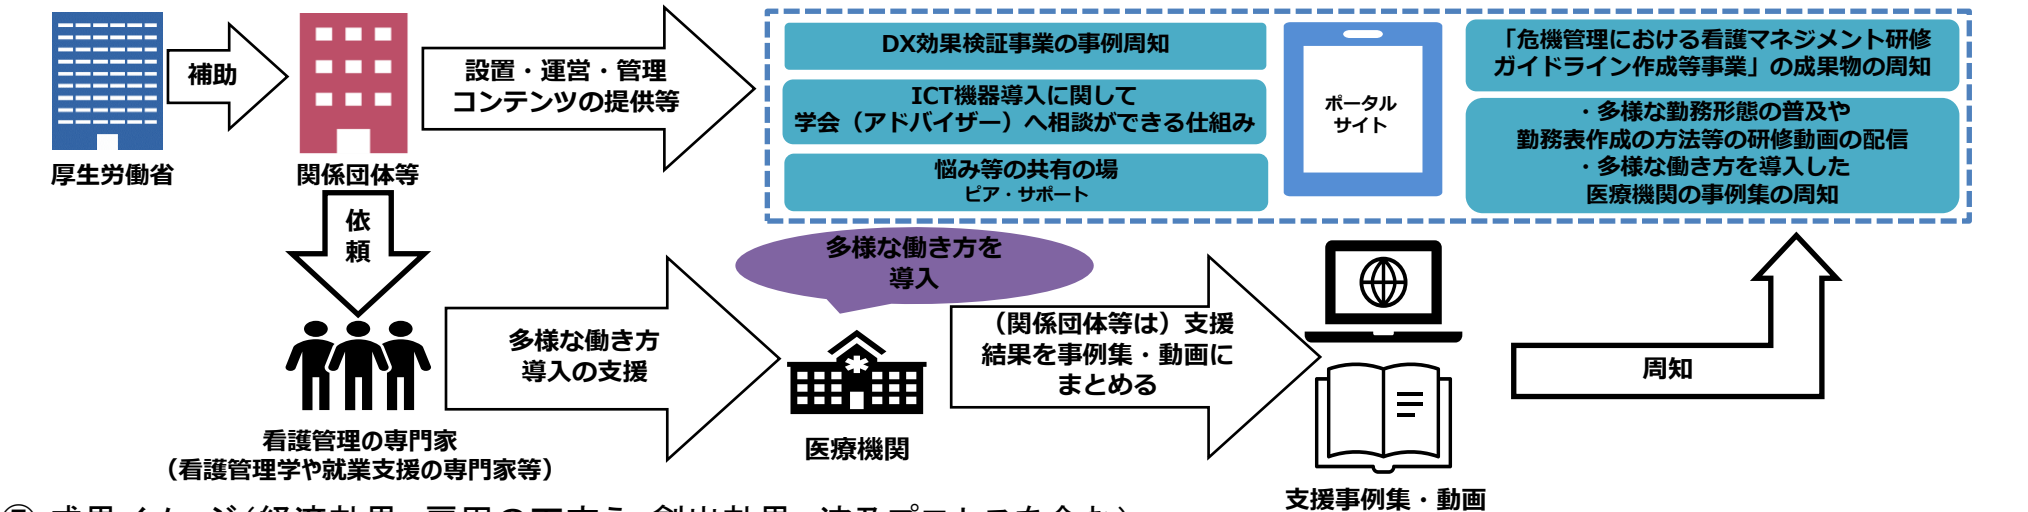 厚生労働省
補助
関係団体等
設置・運営・管理
コンテンツの提供等
DX効果検証事業の事例周知
ICT機器導入に関して
学会（アドバイザー）へ相談ができる仕組み
悩み等の共有の場
ピア・サポート
ポータル
サイト
「危機管理における看護マネジメント研修
ガイドライン作成等事業」の成果物の周知
・多様な勤務形態の普及や
勤務表作成の方法等の研修動画の配信
・多様な働き方を導入した
医療機関の事例集の周知
依
頼
看護管理の専門家
（看護管理学や就業支援の専門家等）
多様な働き方
導入の支援
多様な働き方を
導入
医療機関
（関係団体等は）支援
結果を事例集・動画に
まとめる
支援事例集・動画
周知